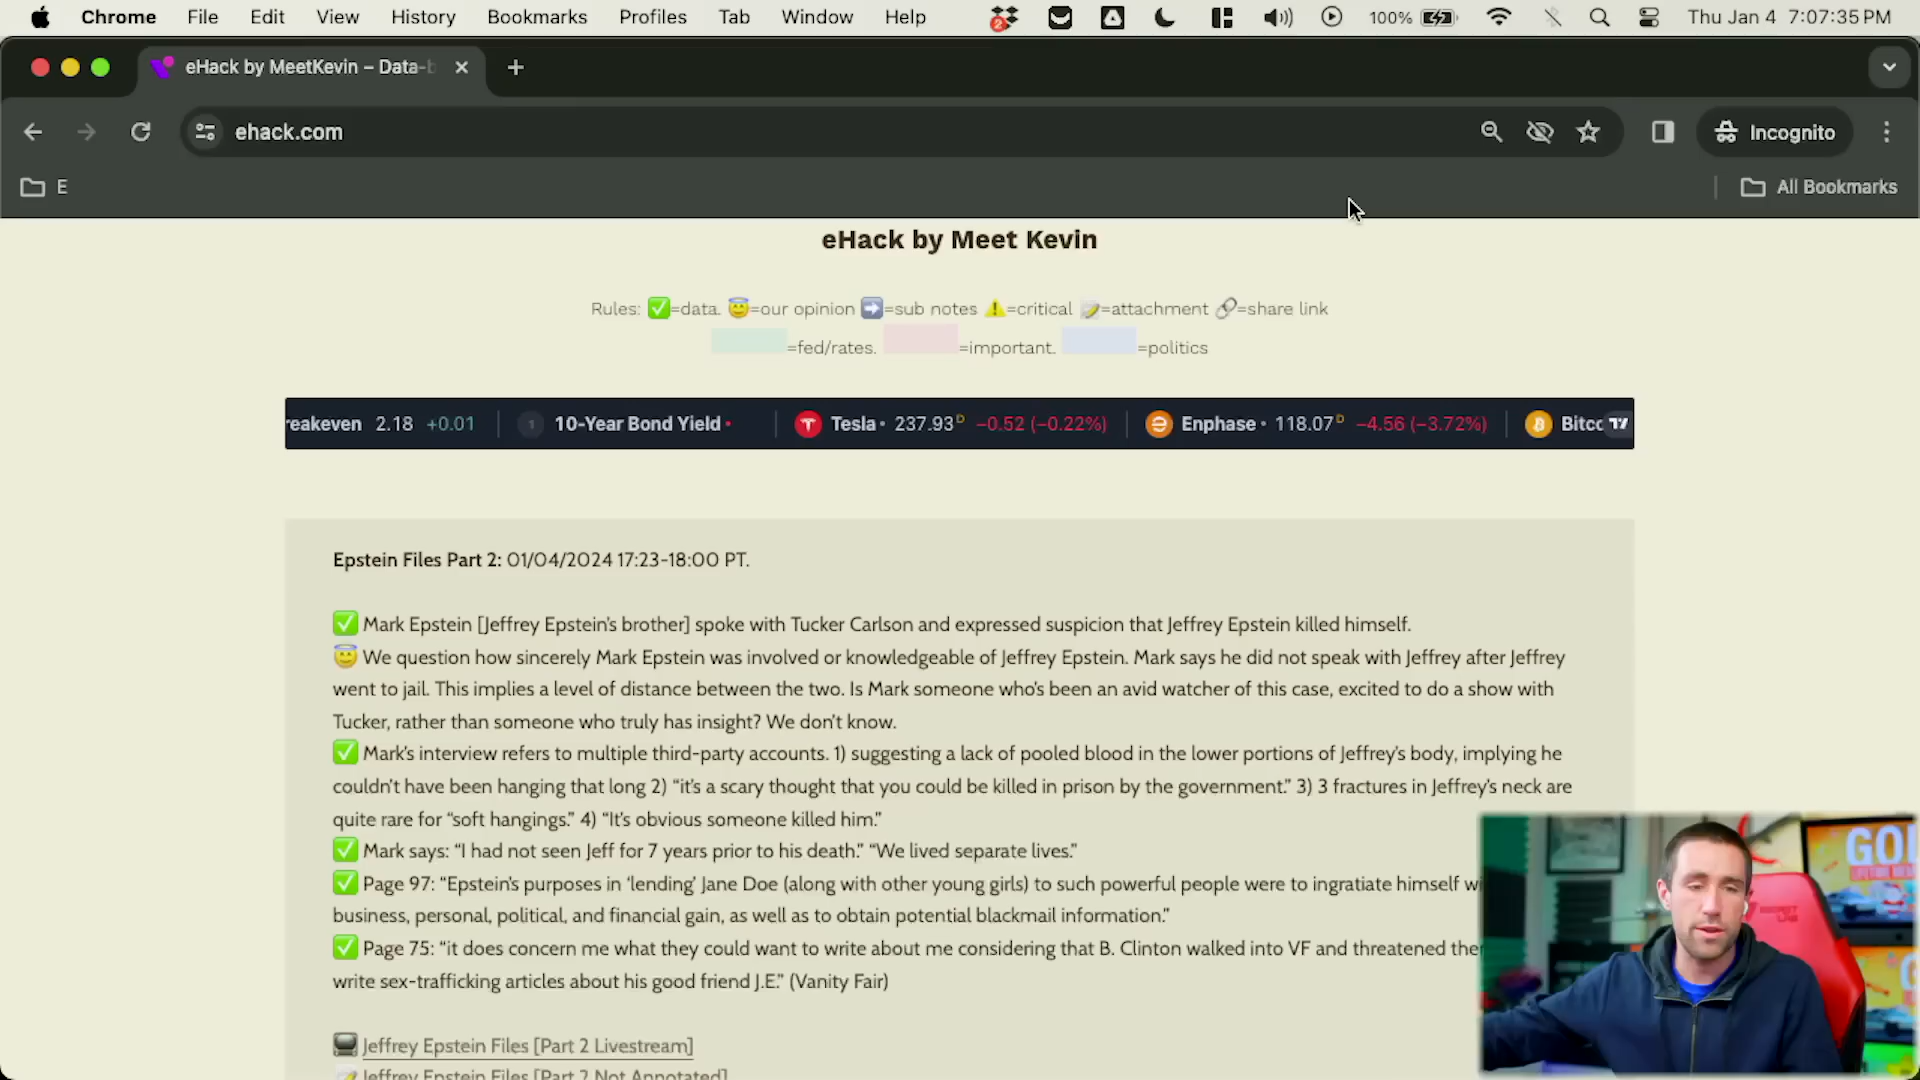 Chrome File Edit View History Bookmarks Profiles Tab Window Help 2 100% Thu Jan 4 7:07:35 PM
eHack by MeetKevin – Data-b
ehack.com Incognito
E All Bookmarks
eHack by Meet Kevin
Rules: ✅=data. 😇=our opinion ➡️=sub notes ⚠️=critical 📝=attachment 🔗=share link
=fed/rates. =important. =politics
reakeven 2.18 +0.01 1 10-Year Bond Yield Tesla 237.93 D −0.52 (−0.22%) Enphase 118.07 D −4.56 (−3.72%) Bitco
Epstein Files Part 2: 01/04/2024 17:23-18:00 PT.
✅ Mark Epstein [Jeffrey Epstein's brother] spoke with Tucker Carlson and expressed suspicion that Jeffrey Epstein killed himself.
😇 We question how sincerely Mark Epstein was involved or knowledgeable of Jeffrey Epstein. Mark says he did not speak with Jeffrey after Jeffrey
went to jail. This implies a level of distance between the two. Is Mark someone who's been an avid watcher of this case, excited to do a show with
Tucker, rather than someone who truly has insight? We don't know.
✅ Mark's interview refers to multiple third-party accounts. 1) suggesting a lack of pooled blood in the lower portions of Jeffrey's body, implying he
couldn't have been hanging that long 2) “it's a scary thought that you could be killed in prison by the government.” 3) 3 fractures in Jeffrey's neck are
quite rare for “soft hangings.” 4) “It's obvious someone killed him.”
✅ Mark says: “I had not seen Jeff for 7 years prior to his death.” “We lived separate lives.”
✅ Page 97: “Epstein's purposes in ‘lending’ Jane Doe (along with other young girls) to such powerful people were to ingratiate himself wi
business, personal, political, and financial gain, as well as to obtain potential blackmail information.”
✅ Page 75: “it does concern me what they could want to write about me considering that B. Clinton walked into VF and threatened the
write sex-trafficking articles about his good friend J.E.” (Vanity Fair)
Jeffrey Epstein Files [Part 2 Livestream]
Jeffrey Epstein Files [Part 2 Not Annotated]